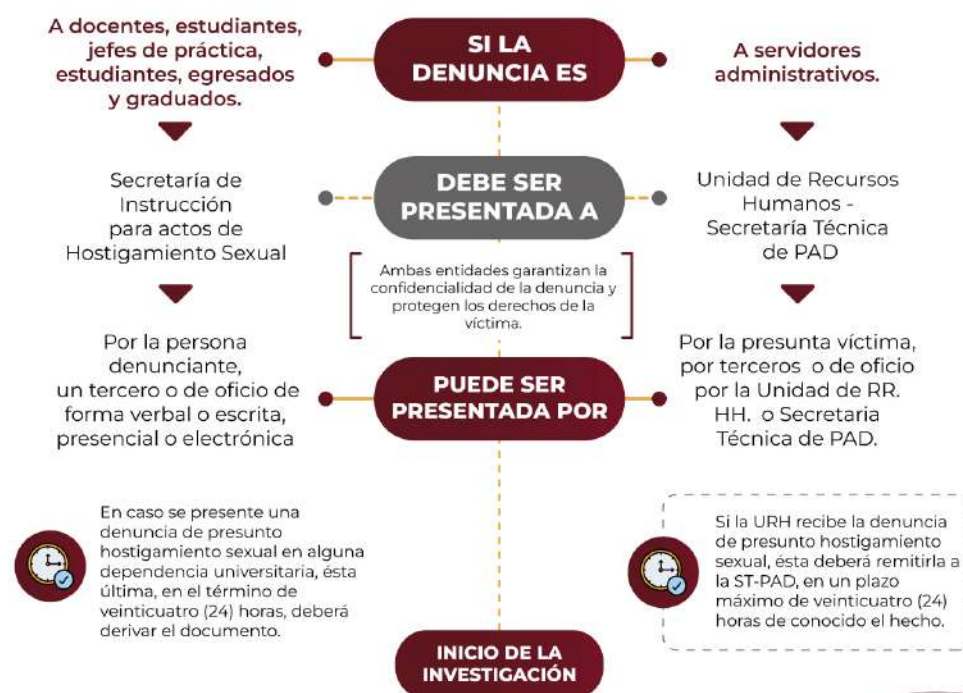 A docentes, estudiantes,
jefes de práctica,
estudiantes, egresados
y graduados.
SI LA
DENUNCIA ES
A servidores
administrativos.
Secretaría de
Instrucción
para actos de
Hostigamiento Sexual
DEBE SER
PRESENTADA A
Unidad de Recursos
Humanos -
Secretaría Técnica
de PAD
Ambas entidades garantizan la
confidencialidad de la denuncia y
protegen los derechos de la
víctima.
Por la persona
denunciante,
un tercero o de oficio de
forma verbal o escrita,
presencial o electrónica
PUEDE SER
PRESENTADA POR
Por la presunta víctima,
por terceros o de oficio
por la Unidad de RR.
HH. o Secretaria
Técnica de PAD.
En caso se presente una
denuncia de presunto
hostigamiento sexual en alguna
dependencia universitaria, ésta
última, en el término de
veinticuatro (24) horas, deberá
derivar el documento.
Si la URH recibe la denuncia
de presunto hostigamiento
sexual, ésta deberá remitirla a
la ST-PAD, en un plazo
máximo de veinticuatro (24)
horas de conocido el hecho.
INICIO DE LA
INVESTIGACIÓN